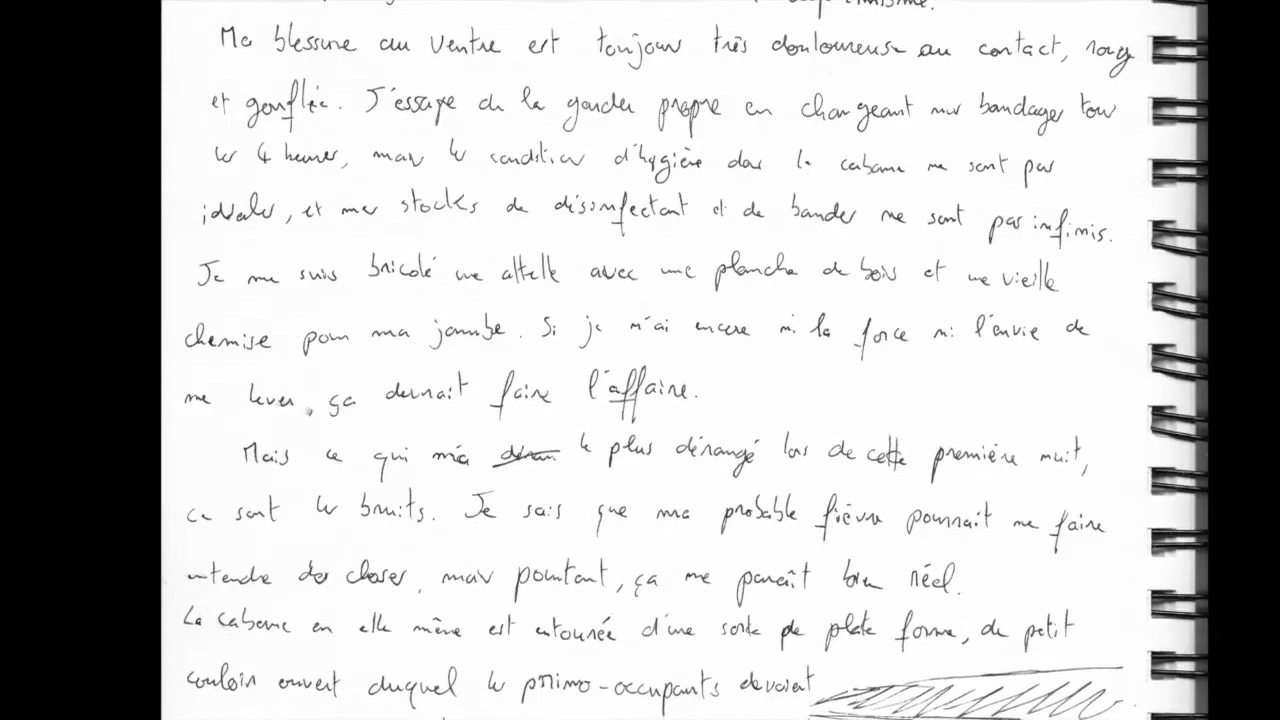 Ma blessure au ventre est toujours très douloureuse au contact, rouge
et gonflée. J'essaye de la garder propre en changeant mes bandages tous
les 4 heures, mais les conditions d'hygiène dans la cabane ne sont pas
idéales, et mes stocks de désinfectant et de bandes ne sont pas infinis.
Je me suis bricolé une attelle avec une planche de bois et une vieille
chemise pour ma jambe. Si je n'ai encore ni la force ni l'envie de
me lever, ça devrait faire l'affaire.
Mais ce qui m'a le plus dérangé lors de cette première nuit,
ce sont les bruits. Je sais que ma probable fièvre pourrait me faire
entendre des choses, mais pourtant, ça me paraît bien réel.
La cabane en elle même est entourée d'une sorte de plate forme, de petit
couloir ouvert duquel primo-occupants devaient